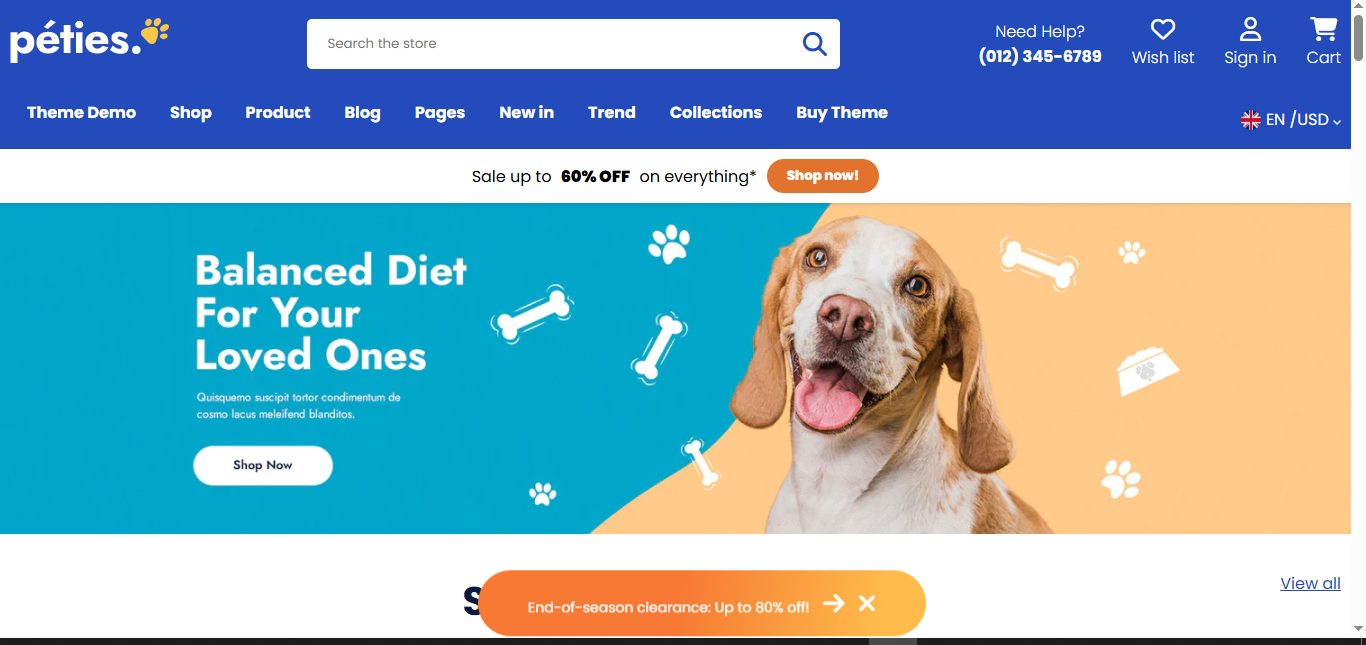 péties.
Search the store
Need Help?
(012) 345-6789
Wish list
Sign in
Cart
Theme Demo
Shop
Product
Blog
Pages
New in
Trend
Collections
Buy Theme
EN /USD
Sale up to 60% OFF on everything*
Shop now!
Balanced Diet
For Your
Loved Ones
Quisquemo suscipit tortor condimentum de
cosmo lacus meleifend blanditos.
Shop Now
View all
End-of-season clearance: Up to 80% off!